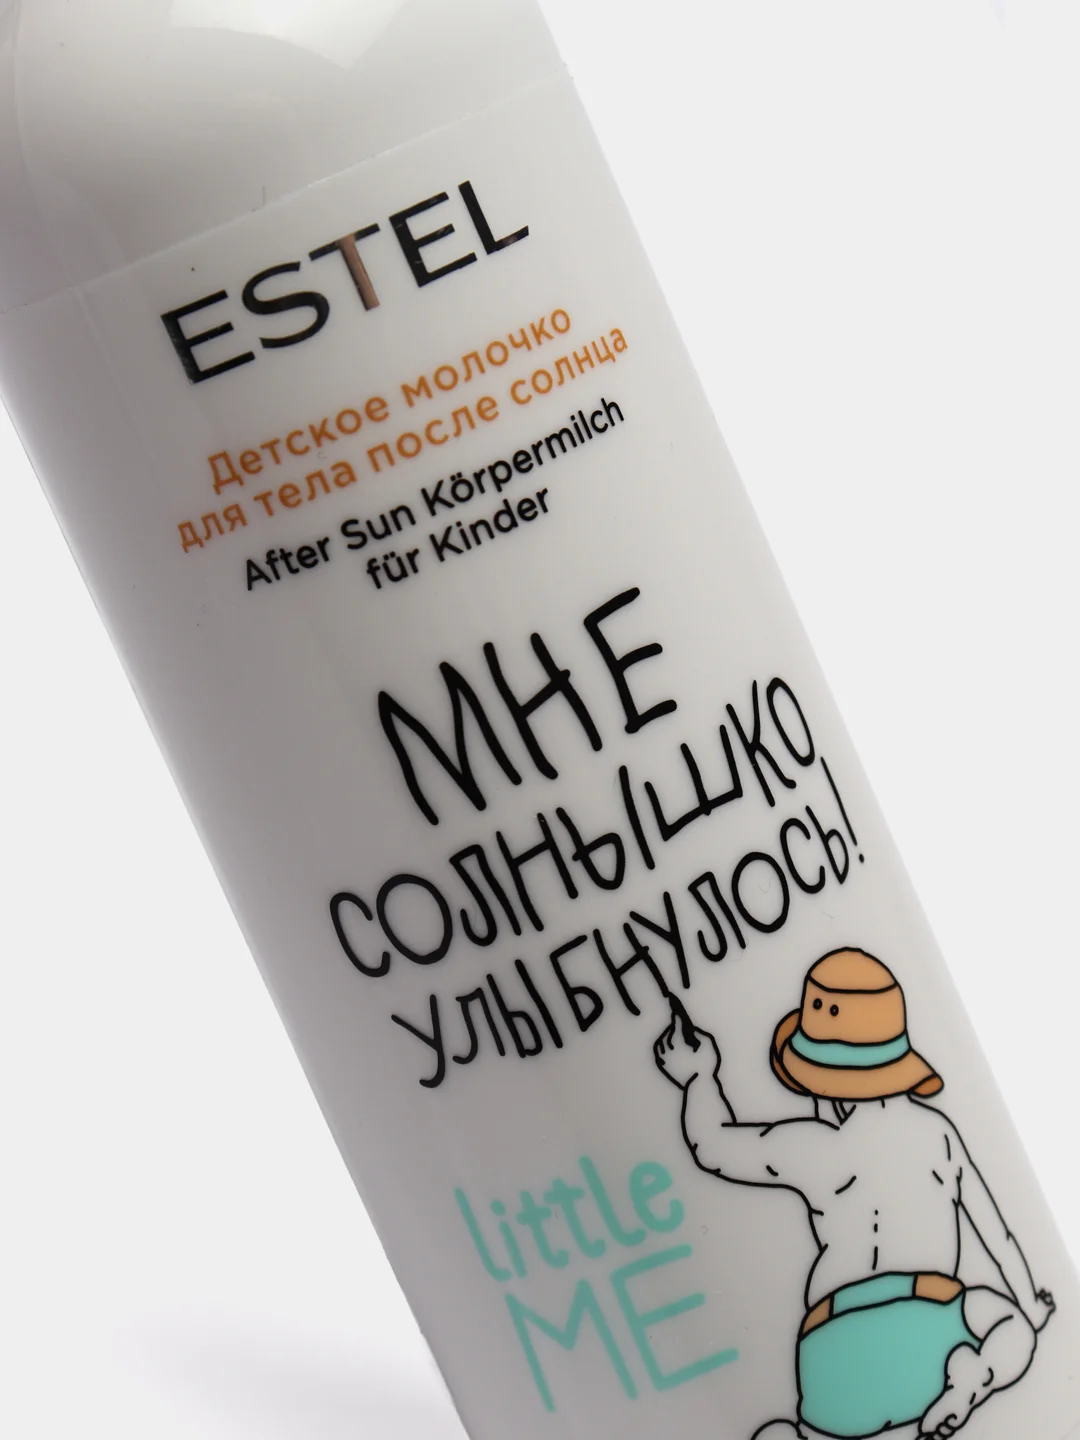 ESTEL
Детское молочко
для тела после солнца
After Sun Körpermilch
für Kinder
МНЕ
СОЛНЫШКО
УЛЫБНУЛОСЬ!
little
ME